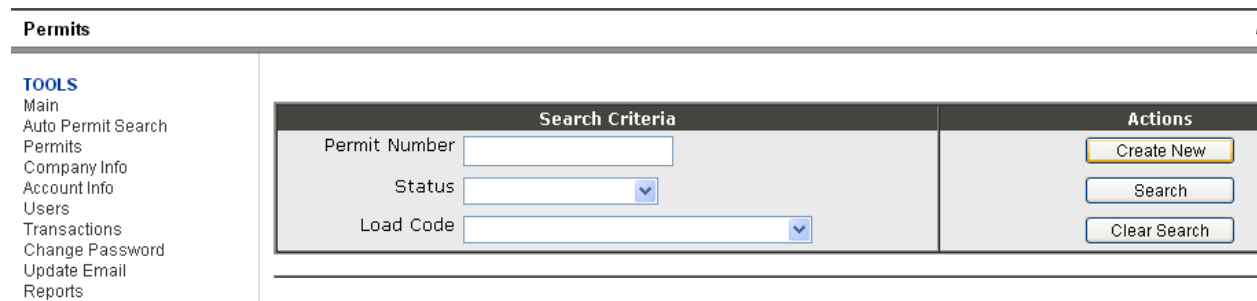 Permits
TOOLS
Main
Auto Permit Search
Permits
Company Info
Account Info
Users
Transactions
Change Password
Update Email
Reports
Search Criteria
Permit Number
Status
Load Code
Actions
Create New
Search
Clear Search